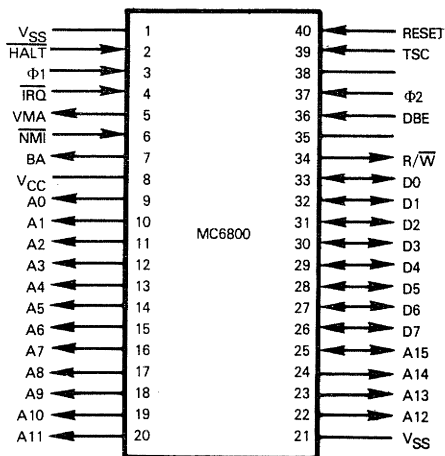 V_SS 1 40 RESET
HALT 2 39 TSC
Φ1 3 38
IRQ 4 37 Φ2
VMA 5 36 DBE
NMI 6 35
BA 7 34 R/W
V_CC 8 33 D0
A0 9 32 D1
A1 10 31 D2
A2 11 MC6800 30 D3
A3 12 29 D4
A4 13 28 D5
A5 14 27 D6
A6 15 26 D7
A7 16 25 A15
A8 17 24 A14
A9 18 23 A13
A10 19 22 A12
A11 20 21 V_SS